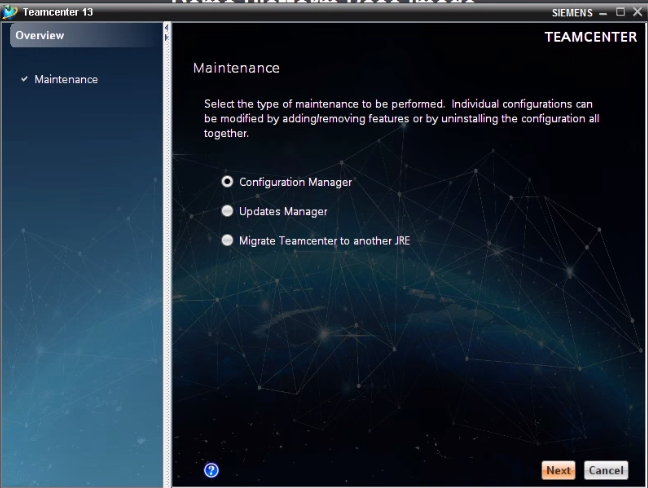 Teamcenter 13
SIEMENS
Overview
TEAMCENTER
Maintenance
Maintenance
Select the type of maintenance to be performed. Individual configurations can
be modified by adding/removing features or by uninstalling the configuration all
together.
Configuration Manager
Updates Manager
Migrate Teamcenter to another JRE
?
Next
Cancel